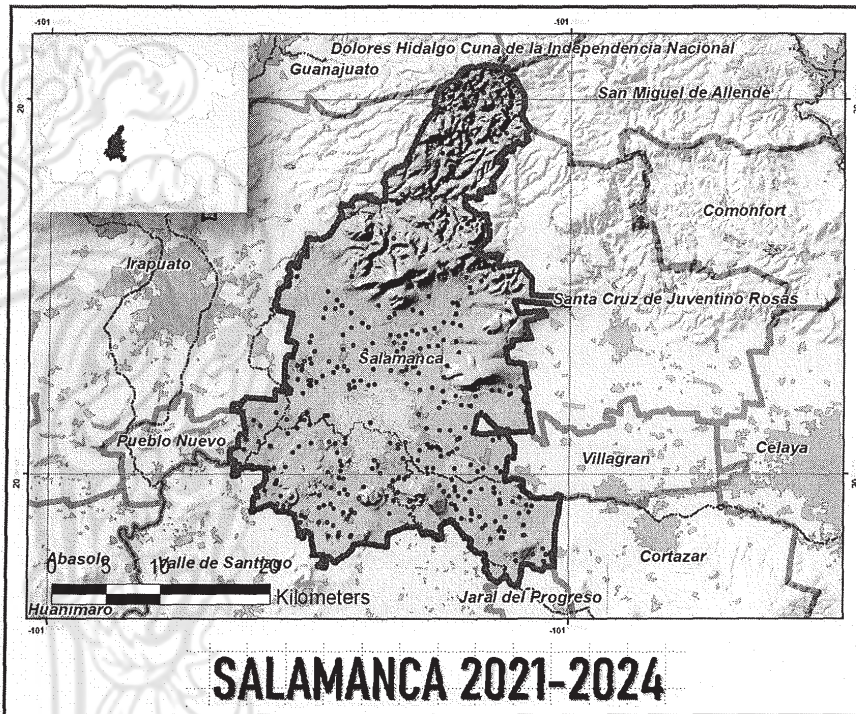 -101
-101
Dolores Hidalgo Cuna de la Independencia Nacional
Guanajuato
San Miguel de Allende
20
20
Comonfort
Irapuato
Santa Cruz de Juventino Rosas
Salamanca
Pueblo Nuevo
Villagran
Celaya
20
20
Abasolo
Valle de Santiago
Cortazar
0 5 10 20
Kilometers
Huanimaro
Jaral del Progreso
-101
-101
SALAMANCA 2021-2024